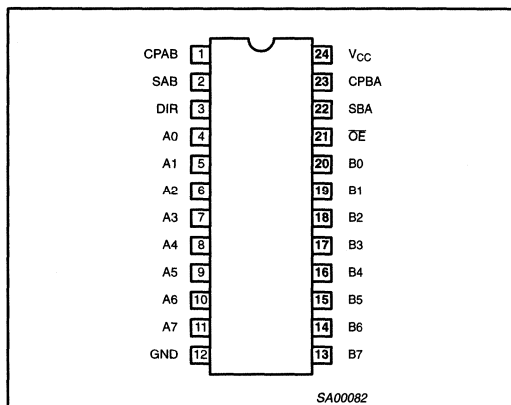 CPAB 1 24 VCC
SAB 2 23 CPBA
DIR 3 22 SBA
A0 4 21 OE
A1 5 20 B0
A2 6 19 B1
A3 7 18 B2
A4 8 17 B3
A5 9 16 B4
A6 10 15 B5
A7 11 14 B6
GND 12 13 B7
SA00082